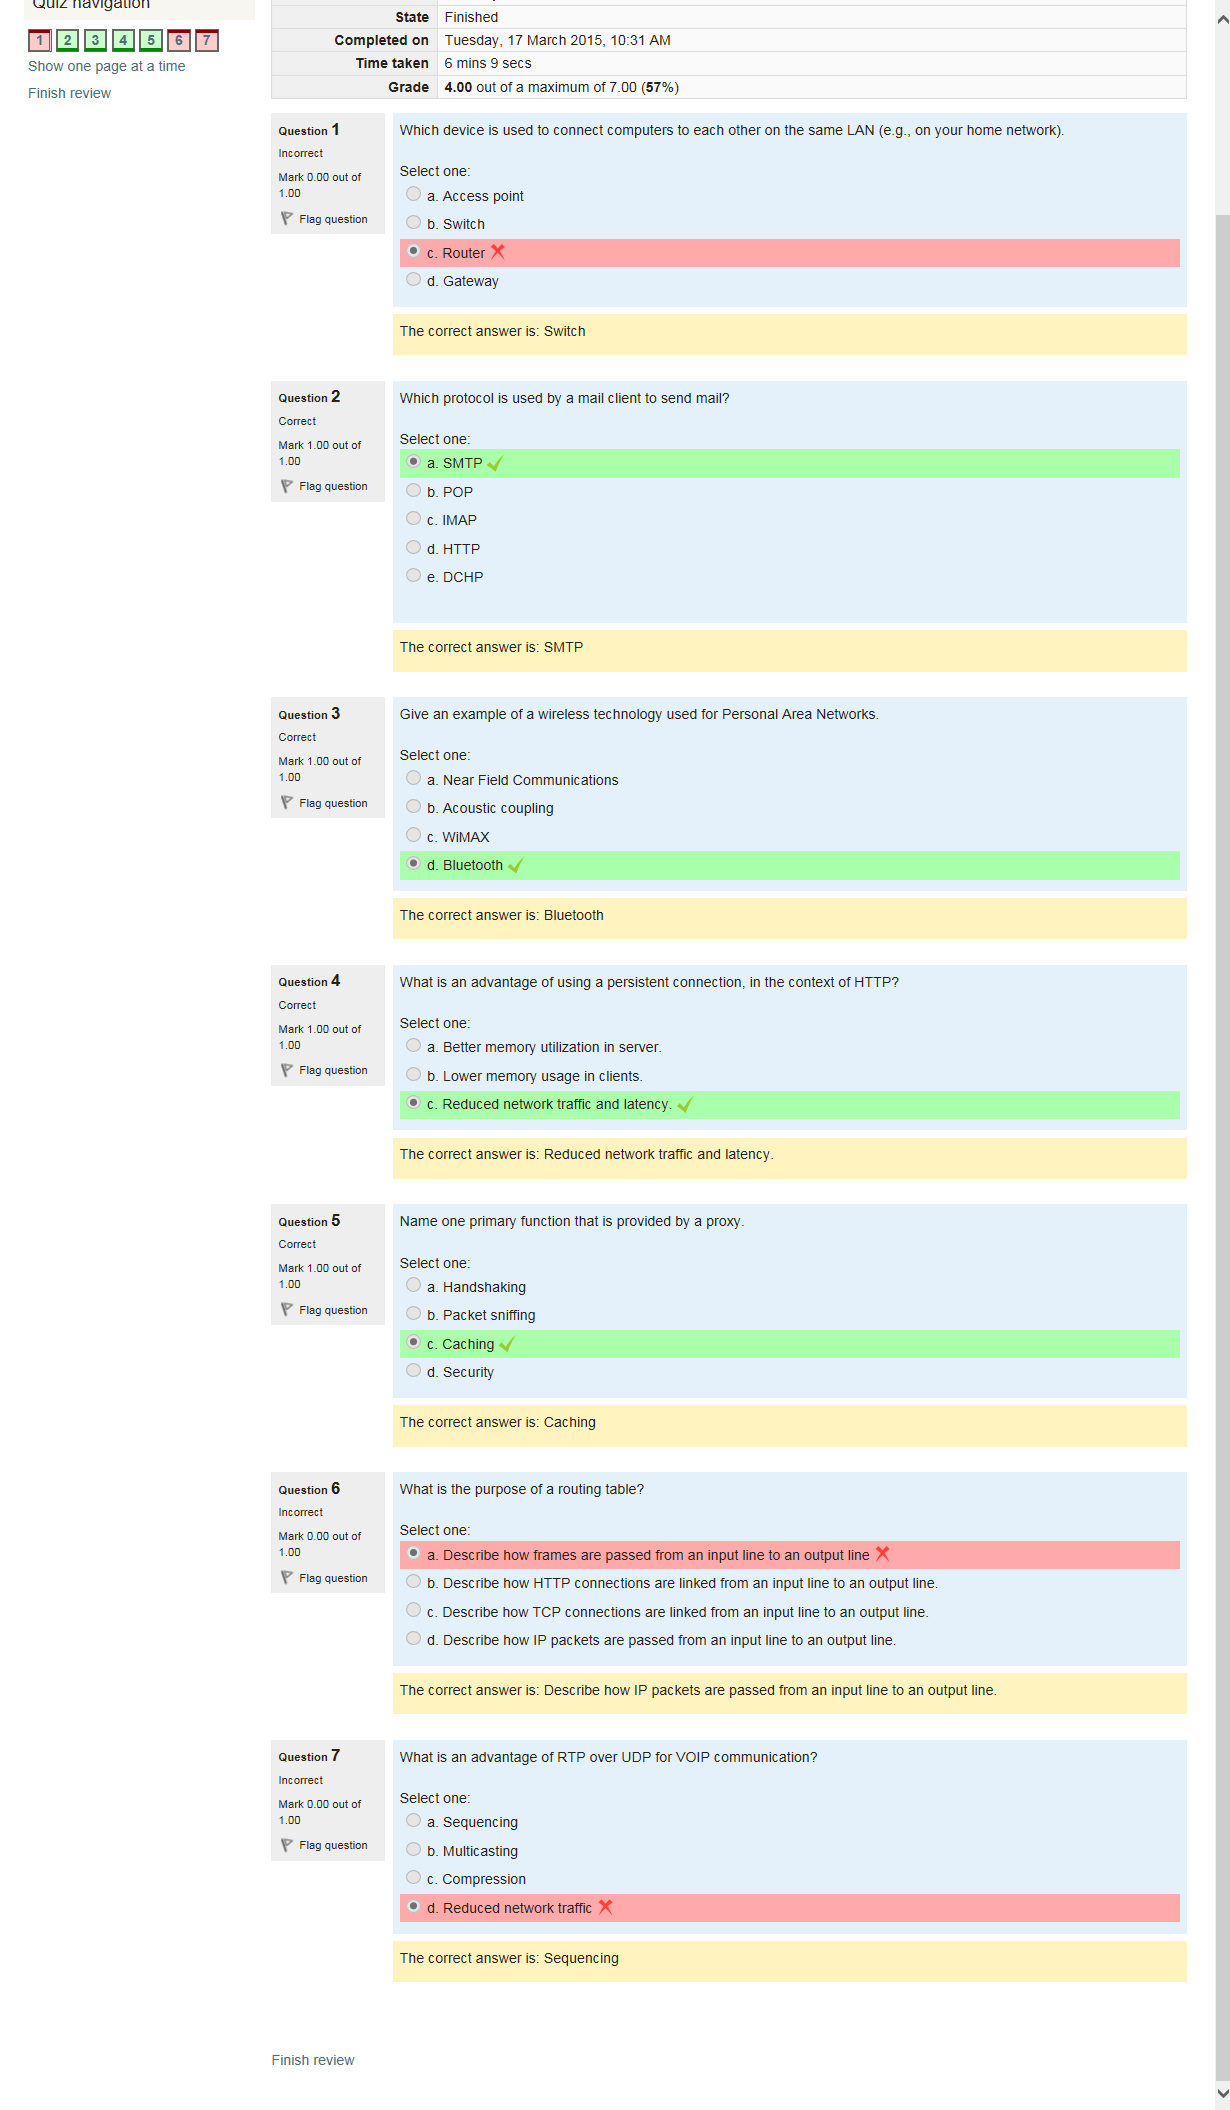 Quiz navigation
1 2 3 4 5 6 7
Show one page at a time
Finish review
State Finished
Completed on Tuesday, 17 March 2015, 10:31 AM
Time taken 6 mins 9 secs
Grade 4.00 out of a maximum of 7.00 (57%)
Question 1
Incorrect
Mark 0.00 out of
1.00
Flag question
Which device is used to connect computers to each other on the same LAN (e.g., on your home network).
Select one:
a. Access point
b. Switch
c. Router
d. Gateway
The correct answer is: Switch
Question 2
Correct
Mark 1.00 out of
1.00
Flag question
Which protocol is used by a mail client to send mail?
Select one:
a. SMTP
b. POP
c. IMAP
d. HTTP
e. DCHP
The correct answer is: SMTP
Question 3
Correct
Mark 1.00 out of
1.00
Flag question
Give an example of a wireless technology used for Personal Area Networks.
Select one:
a. Near Field Communications
b. Acoustic coupling
c. WiMAX
d. Bluetooth
The correct answer is: Bluetooth
Question 4
Correct
Mark 1.00 out of
1.00
Flag question
What is an advantage of using a persistent connection, in the context of HTTP?
Select one:
a. Better memory utilization in server.
b. Lower memory usage in clients.
c. Reduced network traffic and latency.
The correct answer is: Reduced network traffic and latency.
Question 5
Correct
Mark 1.00 out of
1.00
Flag question
Name one primary function that is provided by a proxy.
Select one:
a. Handshaking
b. Packet sniffing
c. Caching
d. Security
The correct answer is: Caching
Question 6
Incorrect
Mark 0.00 out of
1.00
Flag question
What is the purpose of a routing table?
Select one:
a. Describe how frames are passed from an input line to an output line
b. Describe how HTTP connections are linked from an input line to an output line.
c. Describe how TCP connections are linked from an input line to an output line.
d. Describe how IP packets are passed from an input line to an output line.
The correct answer is: Describe how IP packets are passed from an input line to an output line.
Question 7
Incorrect
Mark 0.00 out of
1.00
Flag question
What is an advantage of RTP over UDP for VOIP communication?
Select one:
a. Sequencing
b. Multicasting
c. Compression
d. Reduced network traffic
The correct answer is: Sequencing
Finish review